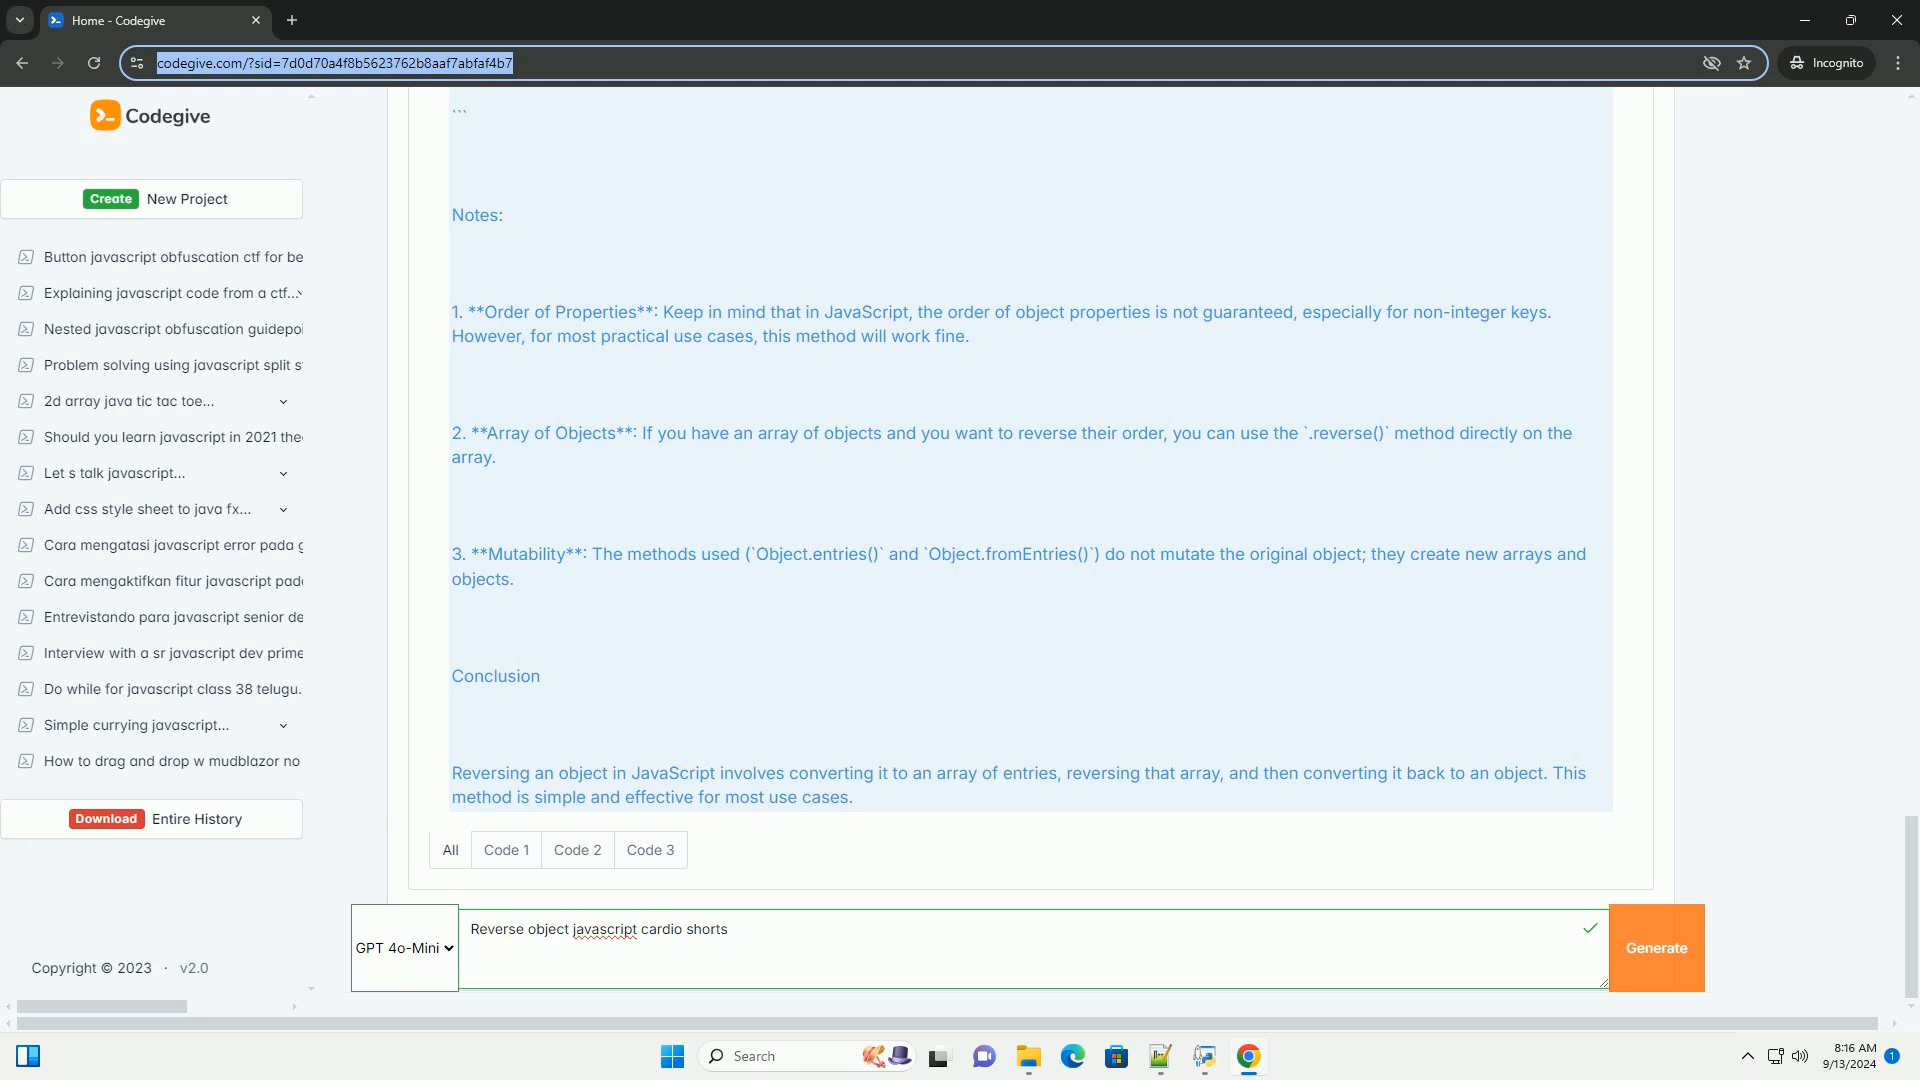 Home - Codegive
codegive.com/?sid=7d0d70a4f8b5623762b8aaf7abfaf4b7
Incognito
Codegive
Create New Project
Button javascript obfuscation ctf for be
Explaining javascript code from a ctf...
Nested javascript obfuscation guidepoi
Problem solving using javascript split s
2d array java tic tac toe...
Should you learn javascript in 2021 the
Let s talk javascript...
Add css style sheet to java fx...
Cara mengatasi javascript error pada g
Cara mengaktifkan fitur javascript pad
Entrevistando para javascript senior de
Interview with a sr javascript dev prime
Do while for javascript class 38 telugu.
Simple currying javascript...
How to drag and drop w mudblazor no
Download Entire History
Copyright © 2023 · v2.0
```
Notes:
1. **Order of Properties**: Keep in mind that in JavaScript, the order of object properties is not guaranteed, especially for non-integer keys.
However, for most practical use cases, this method will work fine.
2. **Array of Objects**: If you have an array of objects and you want to reverse their order, you can use the `.reverse()` method directly on the
array.
3. **Mutability**: The methods used (`Object.entries()` and `Object.fromEntries()`) do not mutate the original object; they create new arrays and
objects.
Conclusion
Reversing an object in JavaScript involves converting it to an array of entries, reversing that array, and then converting it back to an object. This
method is simple and effective for most use cases.
All Code 1 Code 2 Code 3
GPT 4o-Mini
Reverse object javascript cardio shorts
Generate
Search
8:16 AM
9/13/2024
1